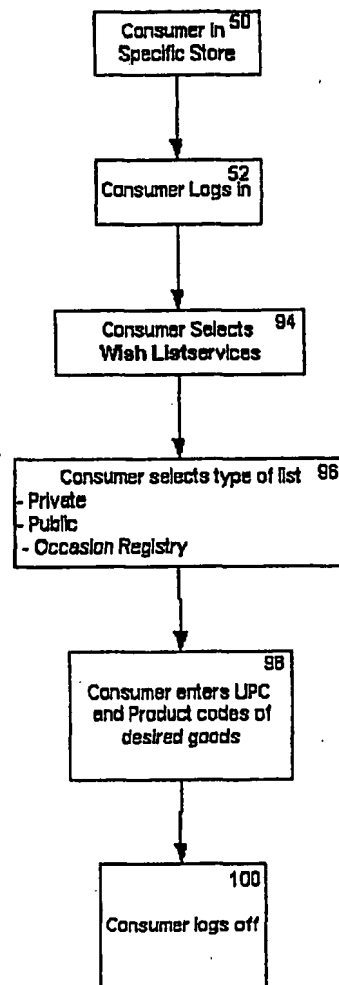 50
Consumer in
Specific Store
52
Consumer Logs in
94
Consumer Selects
Wish Listservices
Consumer selects type of list 96
- Private
- Public
- Occasion Registry
98
Consumer enters UPC
and Product codes of
desired goods
100
Consumer logs off